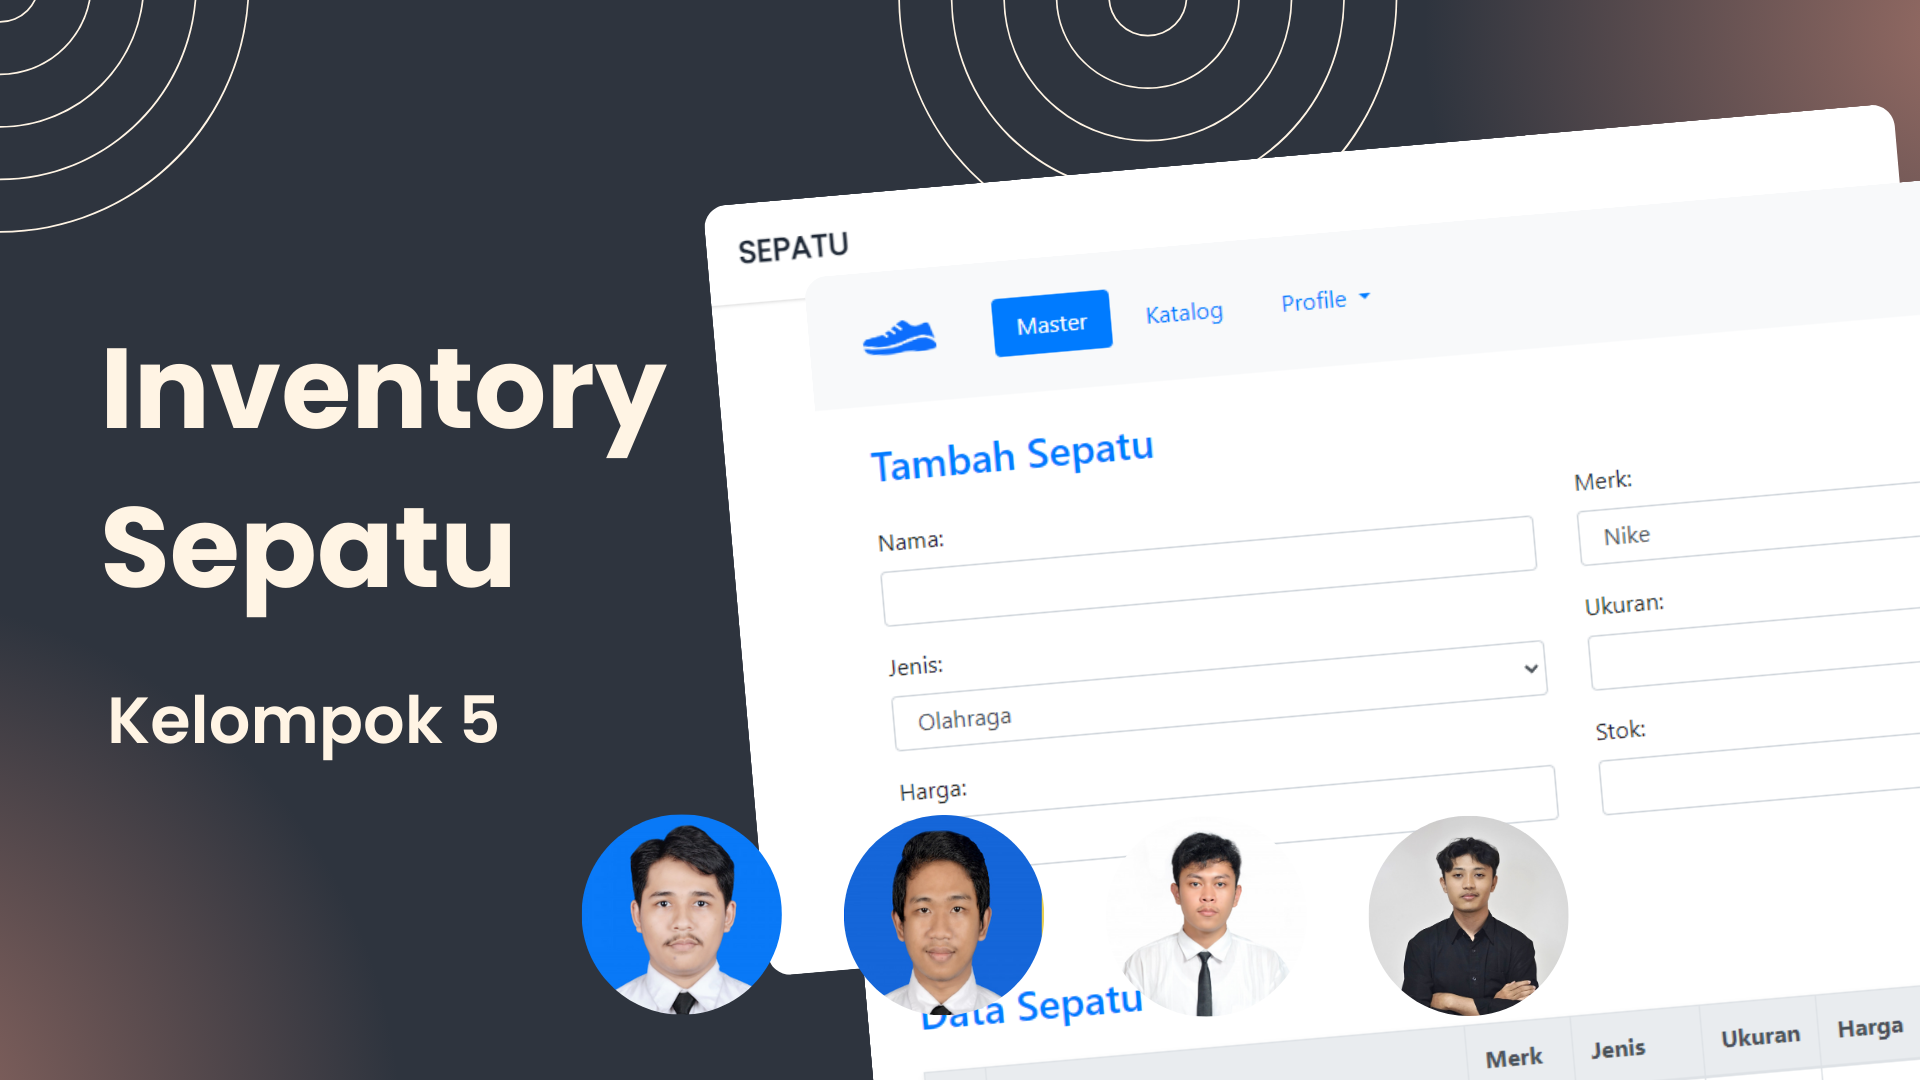 Inventory
Sepatu
Kelompok 5
SEPATU
Master Katalog Profile
Tambah Sepatu
Nama:
Merk:
Nike
Jenis:
Olahraga
Ukuran:
Harga:
Stok:
Data Sepatu
Merk Jenis Ukuran Harga